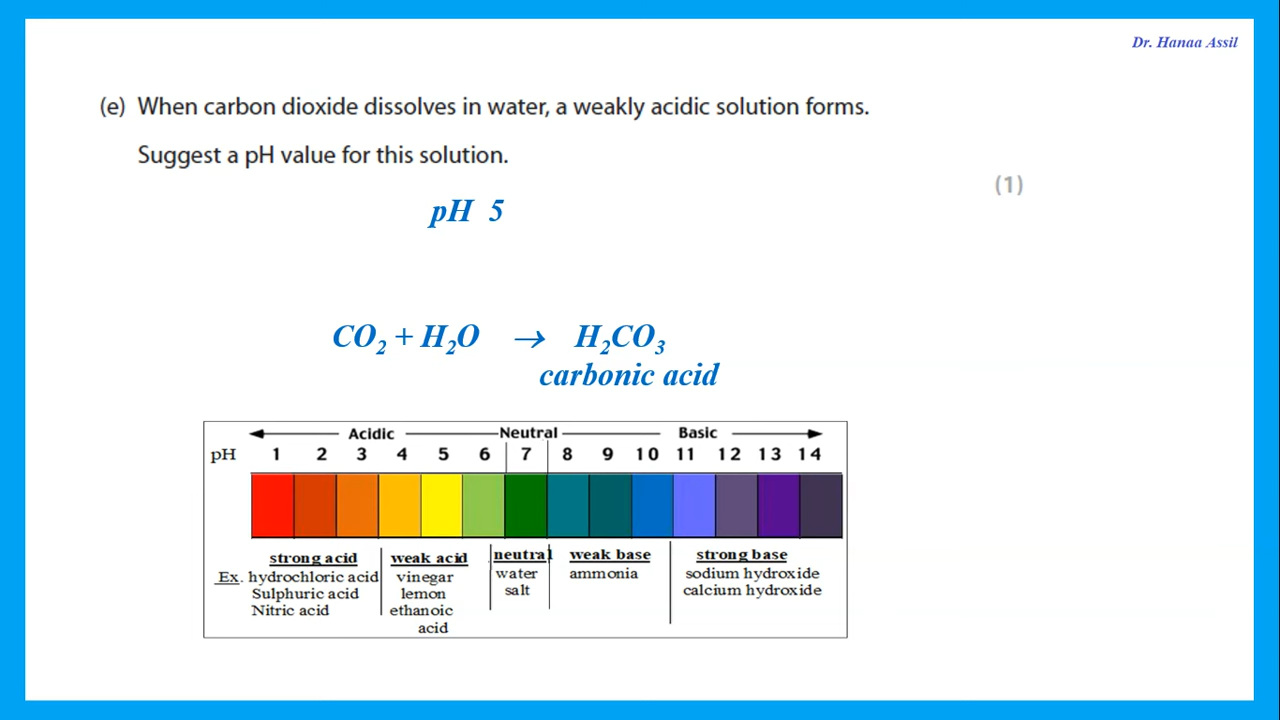 Dr. Hanaa Assil
(e) When carbon dioxide dissolves in water, a weakly acidic solution forms.
Suggest a pH value for this solution.
(1)
pH 5
CO₂ + H₂O → H₂CO₃
carbonic acid
Acidic Neutral Basic
pH 1 2 3 4 5 6 7 8 9 10 11 12 13 14
strong acid weak acid neutral weak base strong base
Ex. hydrochloric acid vinegar water ammonia sodium hydroxide
Sulphuric acid lemon salt calcium hydroxide
Nitric acid ethanoic
acid